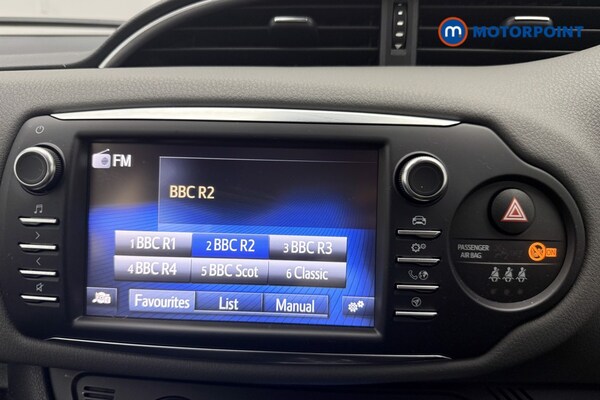 MOTORPOINT
FM
BBC R2
1 BBC R1 2 BBC R2 3 BBC R3
4 BBC R4 5 BBC Scot 6 Classic
Favourites List Manual
PASSENGER
AIR BAG
ON